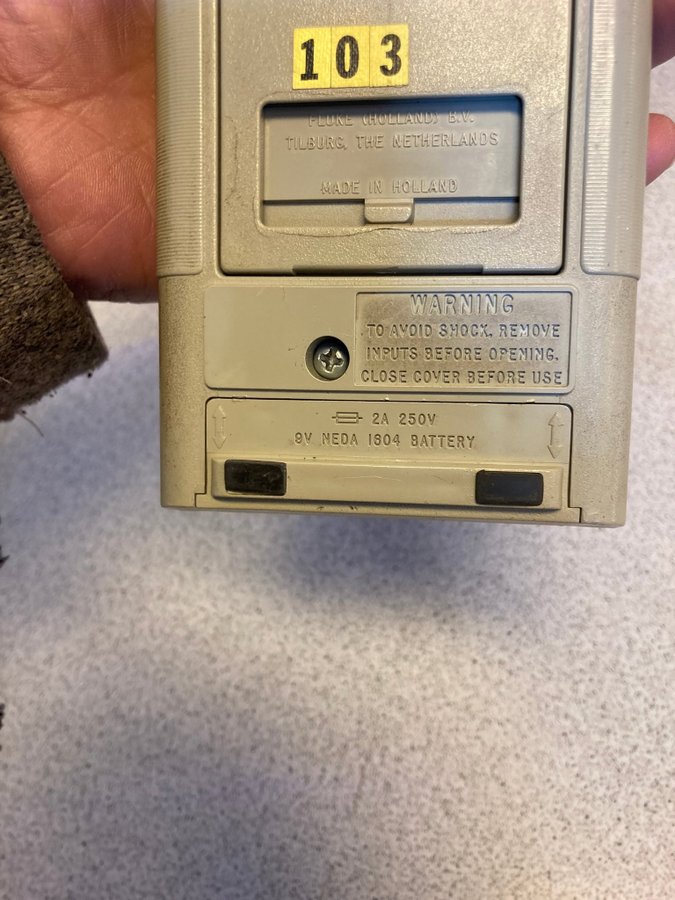 103
FLUKE (HOLLAND) B.V.
TILBURG, THE NETHERLANDS
MADE IN HOLLAND
WARNING
TO AVOID SHOCK, REMOVE
INPUTS BEFORE OPENING.
CLOSE COVER BEFORE USE
2A 250V
9V NEDA 1604 BATTERY